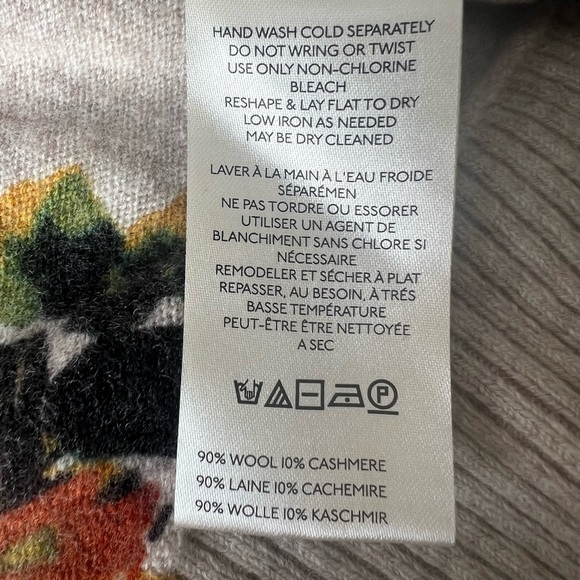 HAND WASH COLD SEPARATELY
DO NOT WRING OR TWIST
USE ONLY NON-CHLORINE
BLEACH
RESHAPE & LAY FLAT TO DRY
LOW IRON AS NEEDED
MAY BE DRY CLEANED
LAVER À LA MAIN À L'EAU FROIDE
SÉPARÉMEN
NE PAS TORDRE OU ESSORER
UTILISER UN AGENT DE
BLANCHIMENT SANS CHLORE SI
NÉCESSAIRE
REMODELER ET SÉCHER À PLAT
REPASSER, AU BESOIN, À TRÉS
BASSE TEMPÉRATURE
PEUT-ÊTRE ÊTRE NETTOYÉE
A SEC
P
90% WOOL 10% CASHMERE
90% LAINE 10% CACHEMIRE
90% WOLLE 10% KASCHMIR